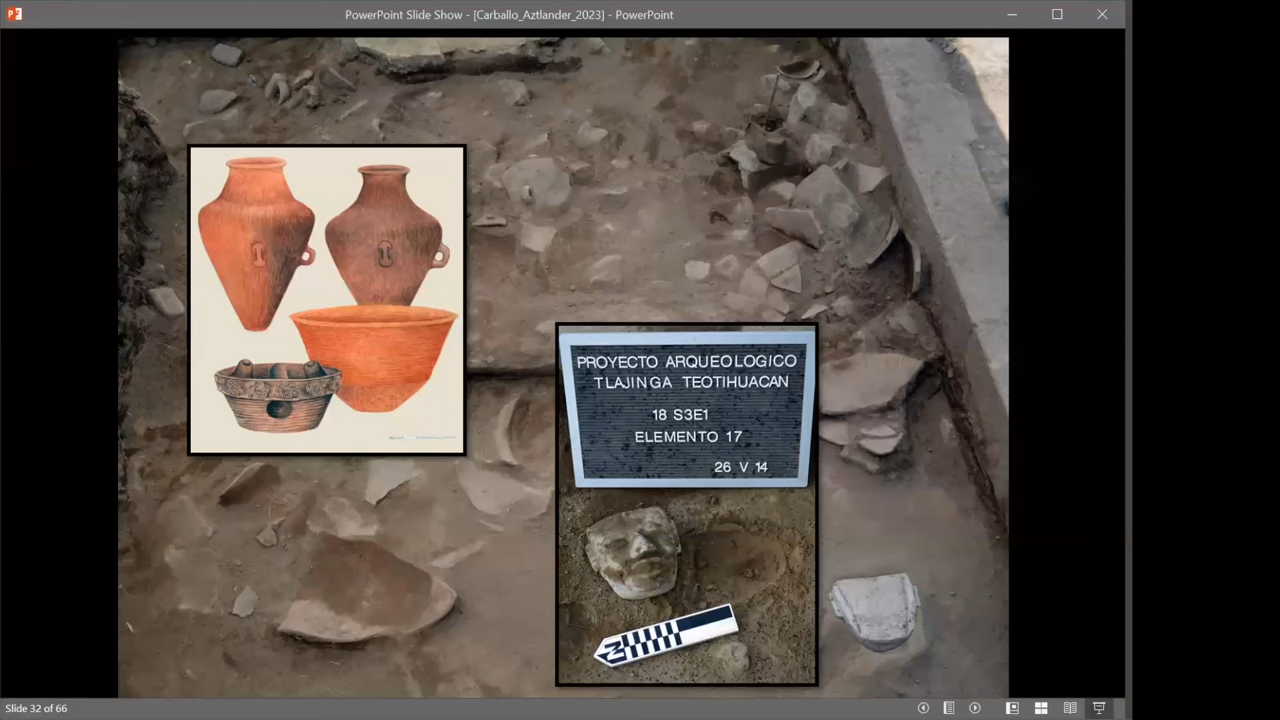 PowerPoint Slide Show - [Carballo_Aztlander_2023] - PowerPoint
PROYECTO ARQUEOLOGICO
TLAJINGA TEOTIHUACAN
18 S3E1
ELEMENTO 17
26 V 14
N
Slide 32 of 66